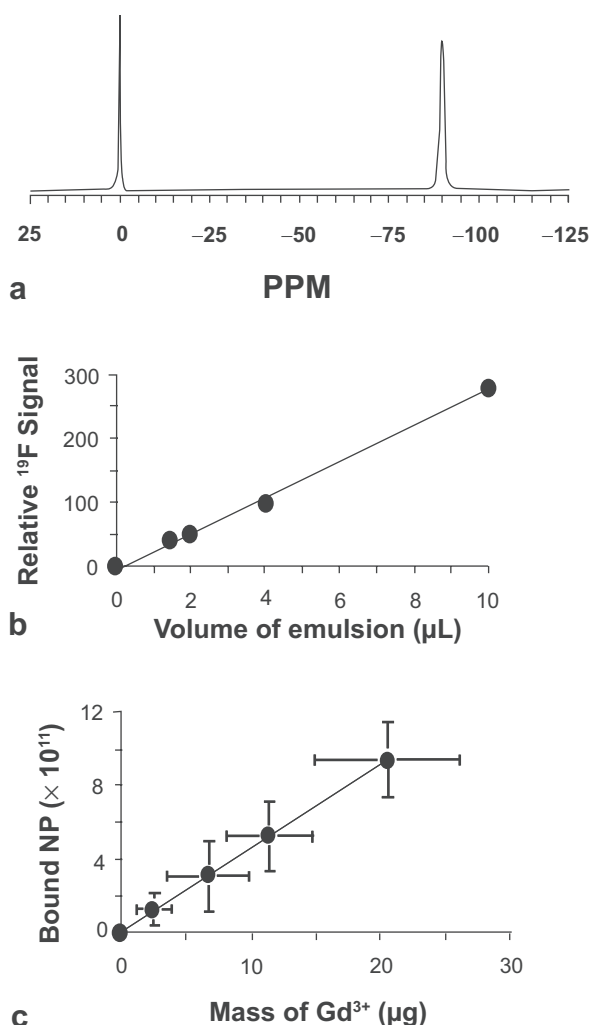 25 0 −25 −50 −75 −100 −125
PPM
a
300
200
100
0
Relative ¹⁹F Signal
0 2 4 6 8 10
Volume of emulsion (µL)
b
12
8
4
0
Bound NP (× 10¹¹)
0 10 20 30
Mass of Gd³⁺ (µg)
c